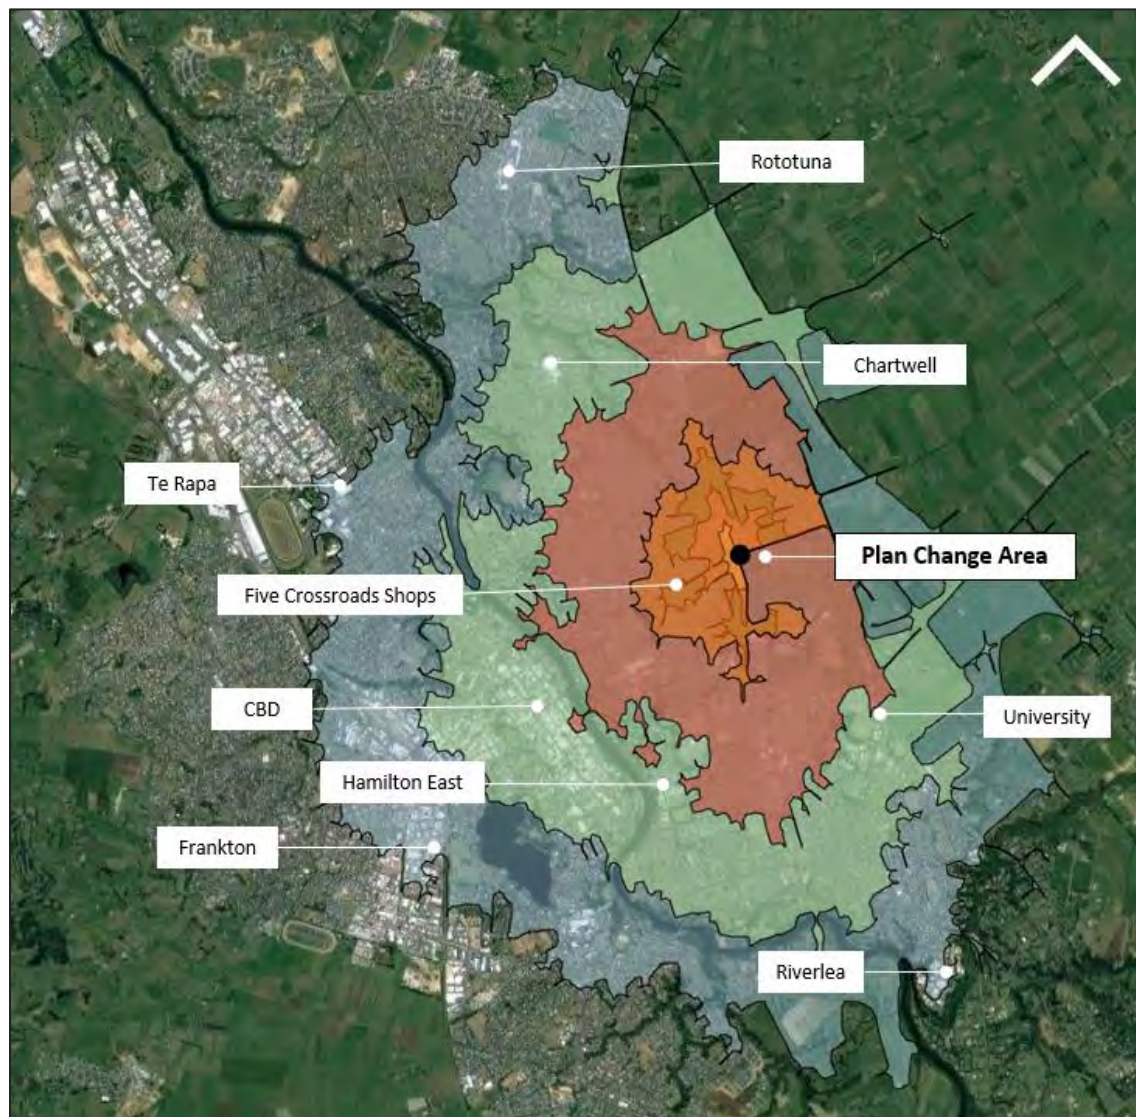 Rototuna
Chartwell
Te Rapa
Plan Change Area
Five Crossroads Shops
CBD
University
Hamilton East
Frankton
Riverlea